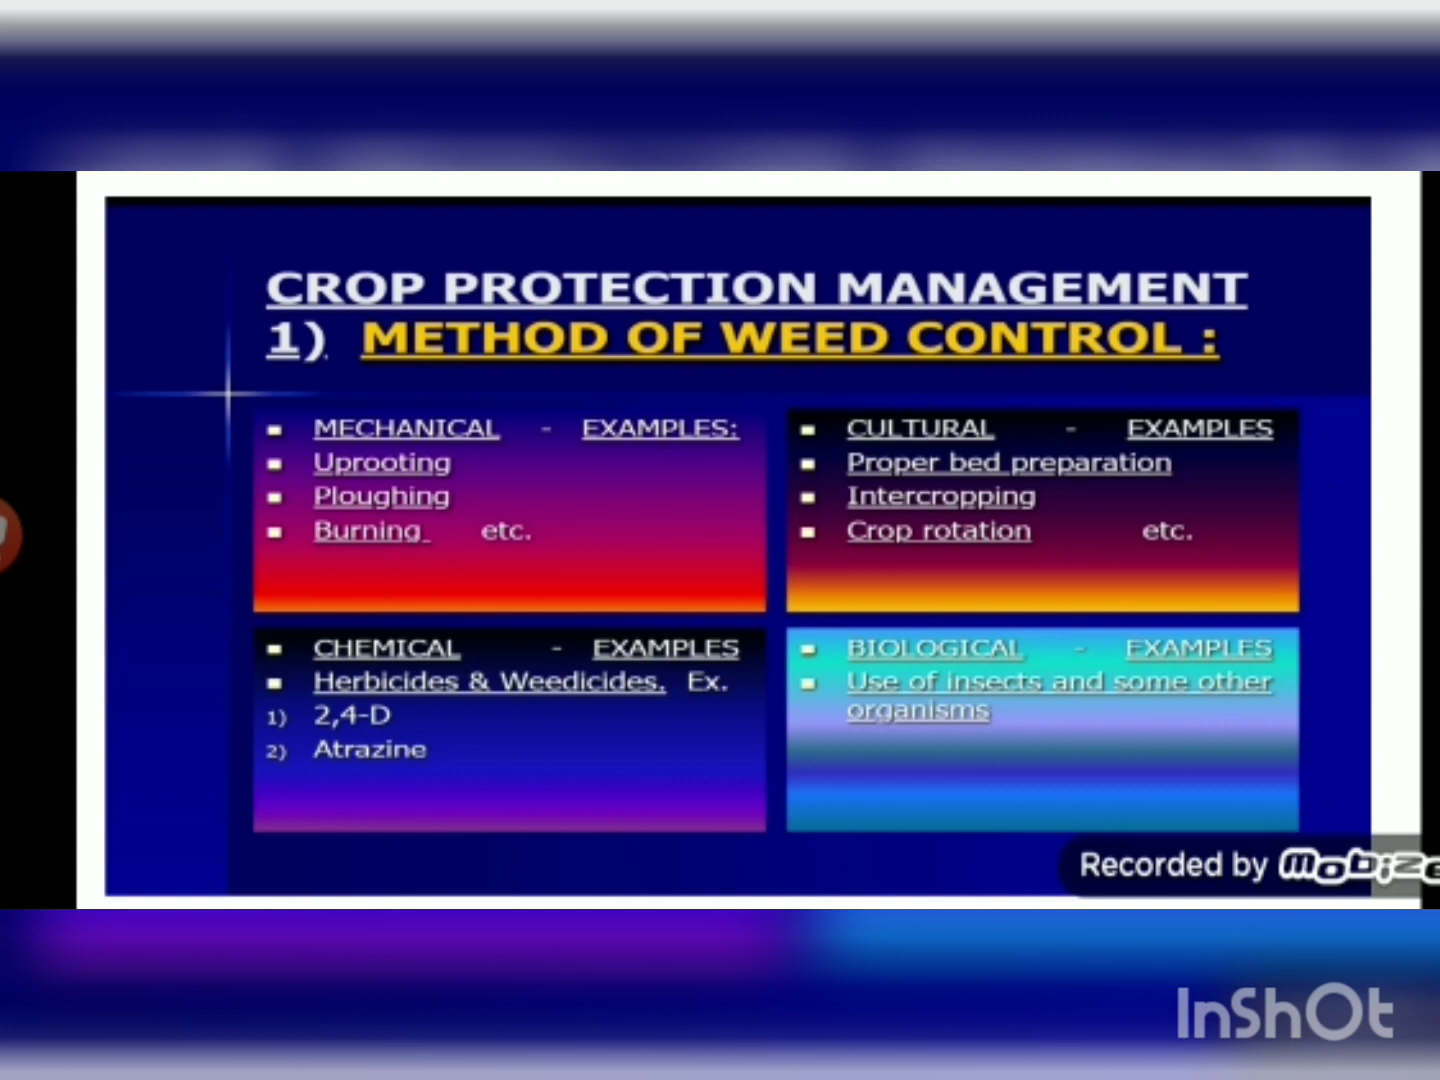 CROP PROTECTION MANAGEMENT
1) METHOD OF WEED CONTROL :
MECHANICAL - EXAMPLES:
Uprooting
Ploughing
Burning etc.
CULTURAL - EXAMPLES
Proper bed preparation
Intercropping
Crop rotation etc.
CHEMICAL - EXAMPLES
Herbicides & Weedicides. Ex.
1) 2,4-D
2) Atrazine
BIOLOGICAL - EXAMPLES
Use of insects and some other
organisms
Recorded by
InShOt